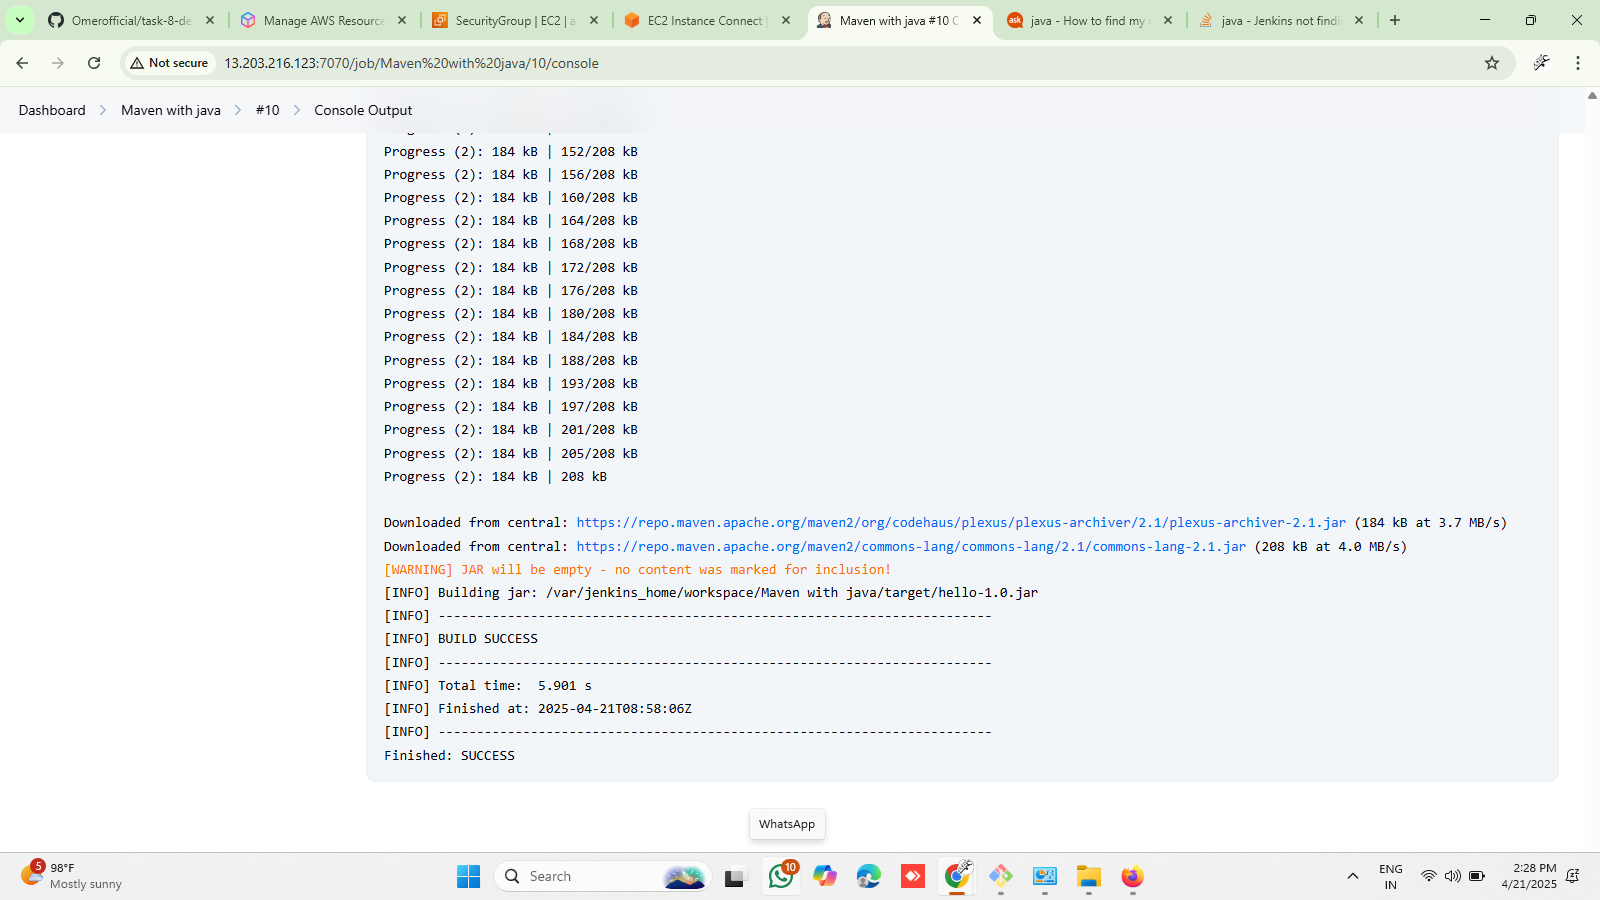 Omerofficial/task-8-de
Manage AWS Resource
SecurityGroup | EC2 | a
EC2 Instance Connect |
Maven with java #10 C
java - How to find my
java - Jenkins not findi
Not secure
13.203.216.123:7070/job/Maven%20with%20java/10/console
Dashboard
Maven with java
#10
Console Output
Progress (2): 184 kB | 152/208 kB
Progress (2): 184 kB | 156/208 kB
Progress (2): 184 kB | 160/208 kB
Progress (2): 184 kB | 164/208 kB
Progress (2): 184 kB | 168/208 kB
Progress (2): 184 kB | 172/208 kB
Progress (2): 184 kB | 176/208 kB
Progress (2): 184 kB | 180/208 kB
Progress (2): 184 kB | 184/208 kB
Progress (2): 184 kB | 188/208 kB
Progress (2): 184 kB | 193/208 kB
Progress (2): 184 kB | 197/208 kB
Progress (2): 184 kB | 201/208 kB
Progress (2): 184 kB | 205/208 kB
Progress (2): 184 kB | 208 kB
Downloaded from central: https://repo.maven.apache.org/maven2/org/codehaus/plexus/plexus-archiver/2.1/plexus-archiver-2.1.jar (184 kB at 3.7 MB/s)
Downloaded from central: https://repo.maven.apache.org/maven2/commons-lang/commons-lang/2.1/commons-lang-2.1.jar (208 kB at 4.0 MB/s)
[WARNING] JAR will be empty - no content was marked for inclusion!
[INFO] Building jar: /var/jenkins_home/workspace/Maven with java/target/hello-1.0.jar
[INFO] ------------------------------------------------------------------------
[INFO] BUILD SUCCESS
[INFO] ------------------------------------------------------------------------
[INFO] Total time:  5.901 s
[INFO] Finished at: 2025-04-21T08:58:06Z
[INFO] ------------------------------------------------------------------------
Finished: SUCCESS
WhatsApp
5
98°F
Mostly sunny
Search
10
ENG
IN
2:28 PM
4/21/2025